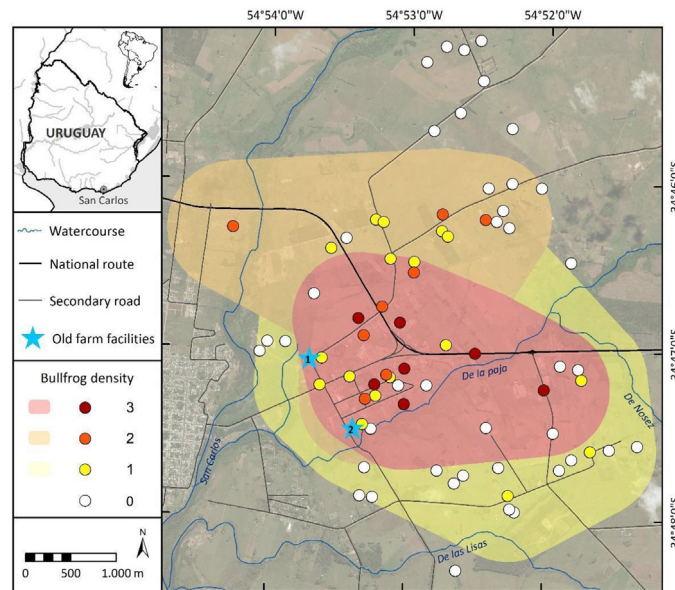 54°54'0"W 54°53'0"W 54°52'0"W
URUGUAY
San Carlos
Watercourse
National route
Secondary road
Old farm facilities
Bullfrog density
3
2
1
0
N
0 500 1.000 m
1
2
De la paja
De Nosez
San Carlos
De las Lisas
34°46'0"S
34°47'0"S
34°48'0"S